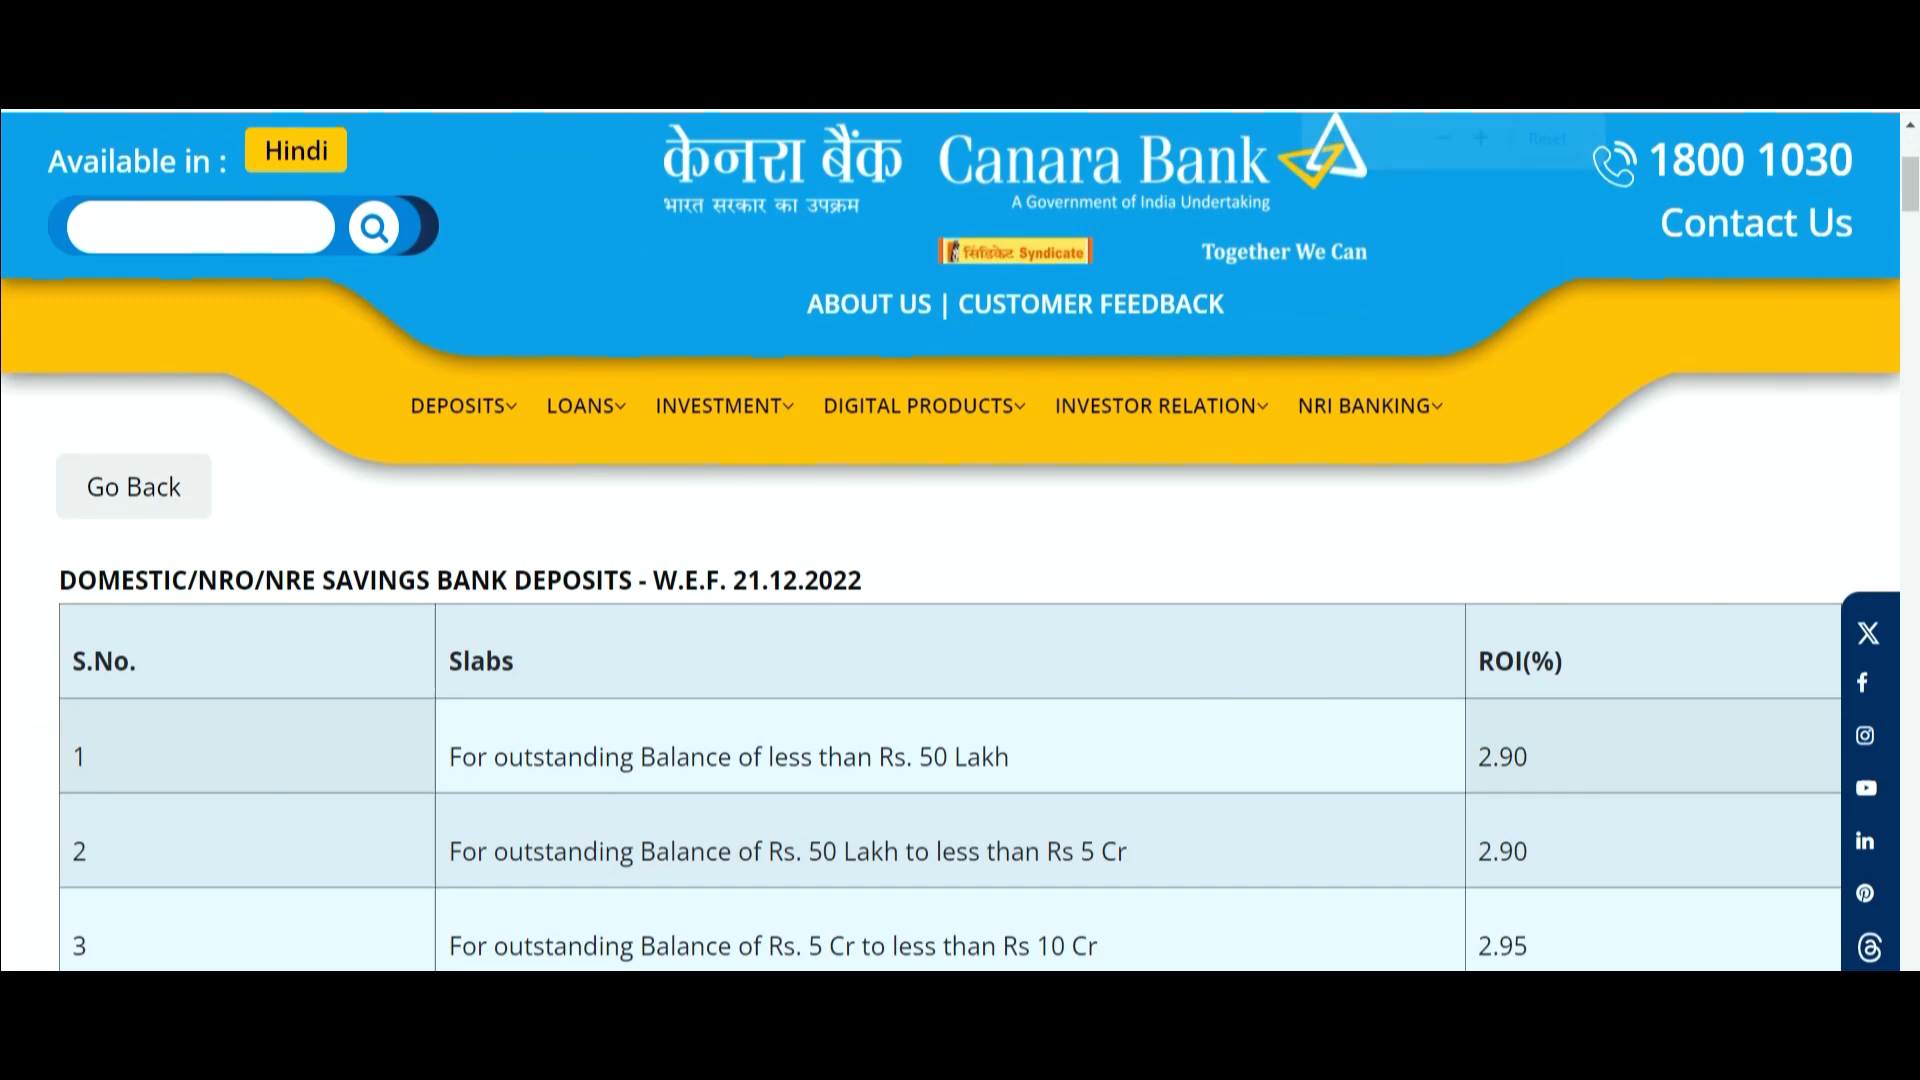 Available in :
Hindi
केनरा बैंक
भारत सरकार का उपक्रम
Canara Bank
A Government of India Undertaking
सिंडिकेट Syndicate
Together We Can
1800 1030
Contact Us
Reset
ABOUT US | CUSTOMER FEEDBACK
DEPOSITS LOANS INVESTMENT DIGITAL PRODUCTS INVESTOR RELATION NRI BANKING
Go Back
DOMESTIC/NRO/NRE SAVINGS BANK DEPOSITS - W.E.F. 21.12.2022
S.No. Slabs ROI(%)
1 For outstanding Balance of less than Rs. 50 Lakh 2.90
2 For outstanding Balance of Rs. 50 Lakh to less than Rs 5 Cr 2.90
3 For outstanding Balance of Rs. 5 Cr to less than Rs 10 Cr 2.95